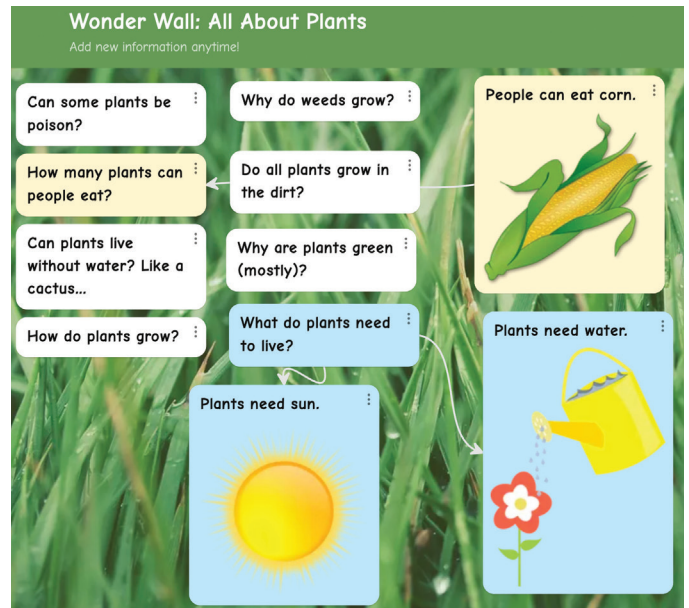 Wonder Wall: All About Plants
Add new information anytime!
Can some plants be
poison?
How many plants can
people eat?
Can plants live
without water? Like a
cactus...
How do plants grow?
Why do weeds grow?
Do all plants grow in
the dirt?
Why are plants green
(mostly)?
What do plants need
to live?
Plants need sun.
People can eat corn.
Plants need water.